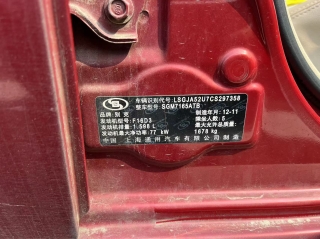 车辆识别代号: LSGJA52U7CS297358
整车型号: SGM7165ATB
品牌: 别克
制造年月: 12-11
发动机型号: F16D3
乘坐人数: 5
发动机排量: 1.598 L
最大允许总质量:
发动机最大净功率: 77 kW
1678 kg
中国 上海通用汽车有限公司 制造